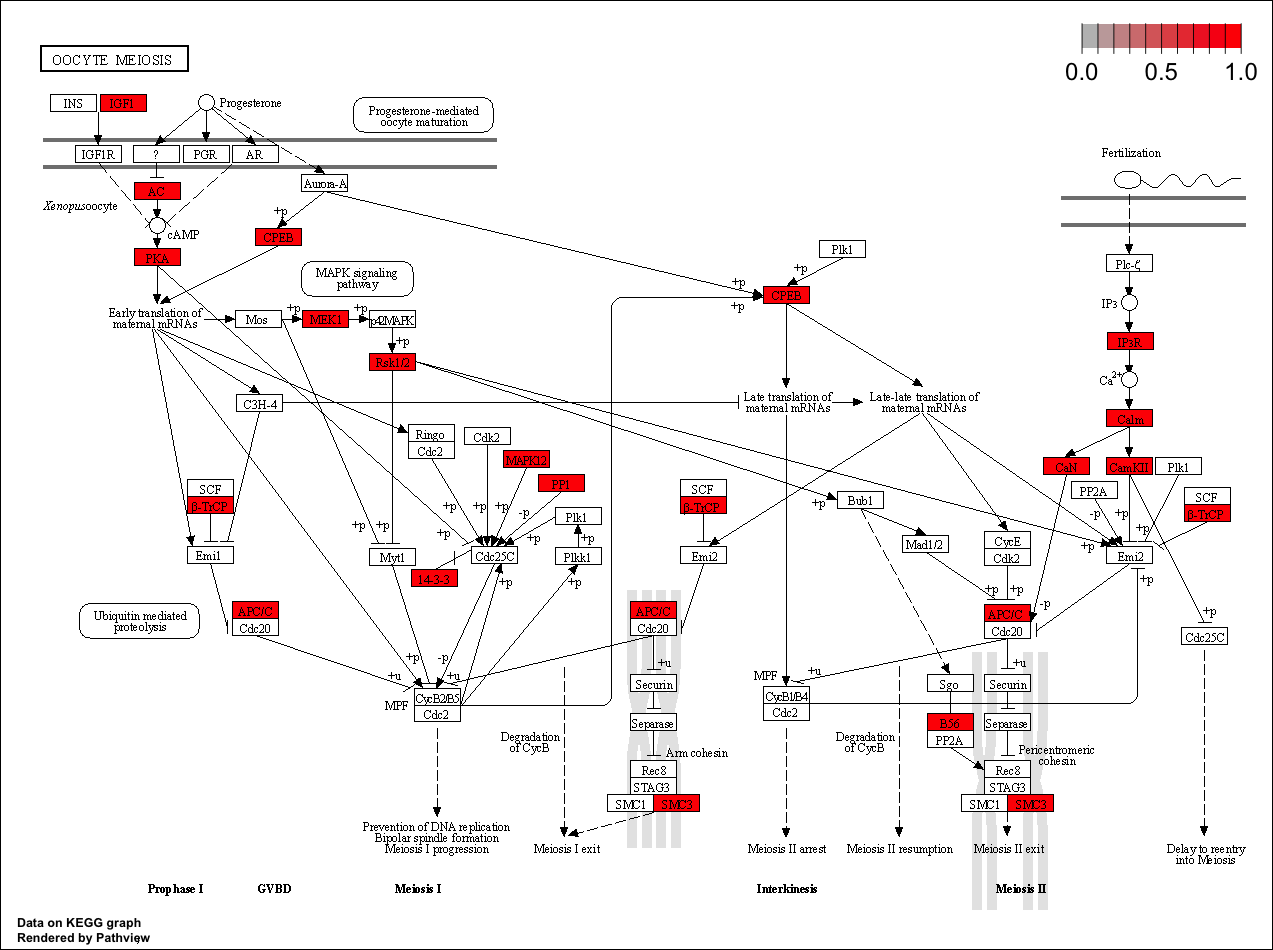 OOCYTE MEIOSIS
0.0 0.5 1.0
INS IGF1
Progesterone
Progesterone-mediated
oocyte maturation
IGF1R ? PGR AR
Fertilization
Aurora-A
AC
Xenopus oocyte
+p
cAMP
CPEB
PKA
Plk1
Plc-ζ
+p
MAPK signaling
pathway
+p
CPEB
+p
IP3
Early translation of
maternal mRNAs
Mos
+p
MEK1
+p
p42MAPK
+p
IP3R
Rsk1/2
Ca2+
C3H-4
Late translation of
maternal mRNAs
Late-late translation of
maternal mRNAs
Calm
Ringo
Cdc2
Cdk2
MAPK12
CaN CamKII Plk1
PP1
SCF
β-TrCP
SCF
β-TrCP
PP2A
SCF
β-TrCP
Bub1
+p
+p +p +p -p
Plk1
-p +p
+p +p
+p
+p
+p
Mad1/2
CycE
Cdk2
+p
Emi1
Myt1
Cdc25C
Plkk1
Emi2
Emi2
14-3-3
+p +p
+p +p
+p
Ubiquitin mediated
proteolysis
APC/C
Cdc20
APC/C
Cdc20
APC/C
Cdc20
-p
+p
Cdc25C
+p -p
+u +u
+u
+u
+u
MPF
CycB2/B5
Cdc2
Securin
MPF
CycB1/B4
Cdc2
Sgo
Securin
Separase
B56
PP2A
Separase
Degradation
of CycB
Arm cohesin
Degradation
of CycB
Pericentromeric
cohesin
Rec8
STAG3
SMC1 SMC3
Rec8
STAG3
SMC1 SMC3
Prevention of DNA replication
Bipolar spindle formation
Meiosis I progression
Meiosis I exit
Meiosis II arrest
Meiosis II resumption
Meiosis II exit
Delay to reentry
into Meiosis
Prophase I GVBD Meiosis I Interkinesis Meiosis II
Data on KEGG graph
Rendered by Pathview